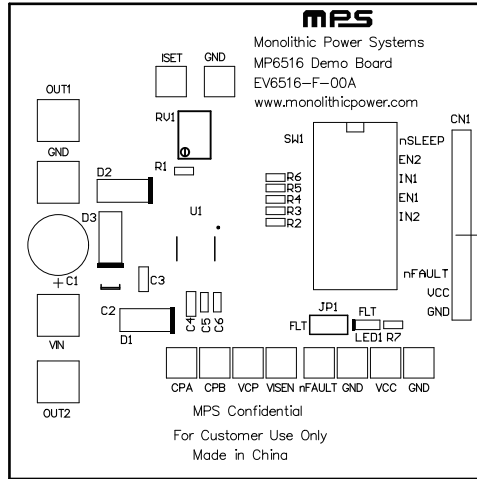 MPS
Monolithic Power Systems
MP6516 Demo Board
EV6516-F-00A
www.monolithicpower.com
ISET
GND
OUT1
RV1
CN1
SW1
nSLEEP
GND
EN2
D2
R1
R6
IN1
R5
EN1
R4
D3
U1
R3
IN2
R2
+
C1
C3
nFAULT
VCC
C2
C4
C5
C6
JP1
FLT
GND
FLT
VIN
D1
LED1
R7
CPA
CPB
VCP
VISEN
nFAULT
GND
VCC
GND
OUT2
MPS Confidential
For Customer Use Only
Made in China